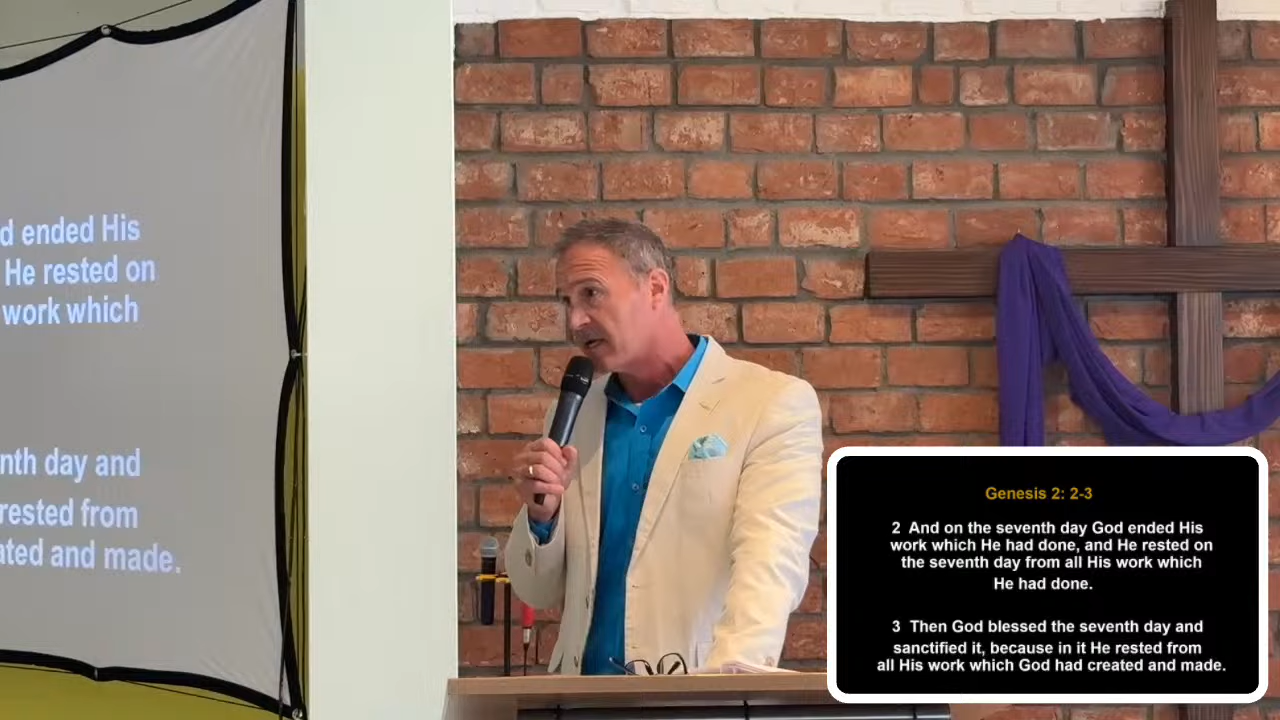 d ended His
He rested on
work which
nth day and
rested from
ated and made.
Genesis 2: 2-3
2 And on the seventh day God ended His
work which He had done, and He rested on
the seventh day from all His work which
He had done.
3 Then God blessed the seventh day and
sanctified it, because in it He rested from
all His work which God had created and made.